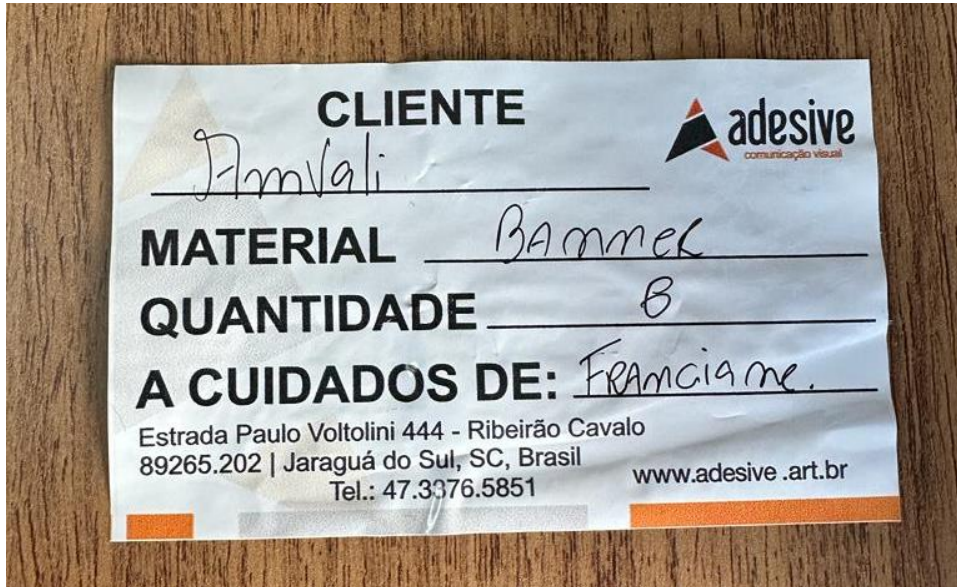 CLIENTE
adesive
comunicação visual
AmVali
MATERIAL BAnner
QUANTIDADE 8
A CUIDADOS DE: FRANCIANE.
Estrada Paulo Voltolini 444 - Ribeirão Cavalo
89265.202 | Jaraguá do Sul, SC, Brasil
Tel.: 47.3376.5851
www.adesive .art.br